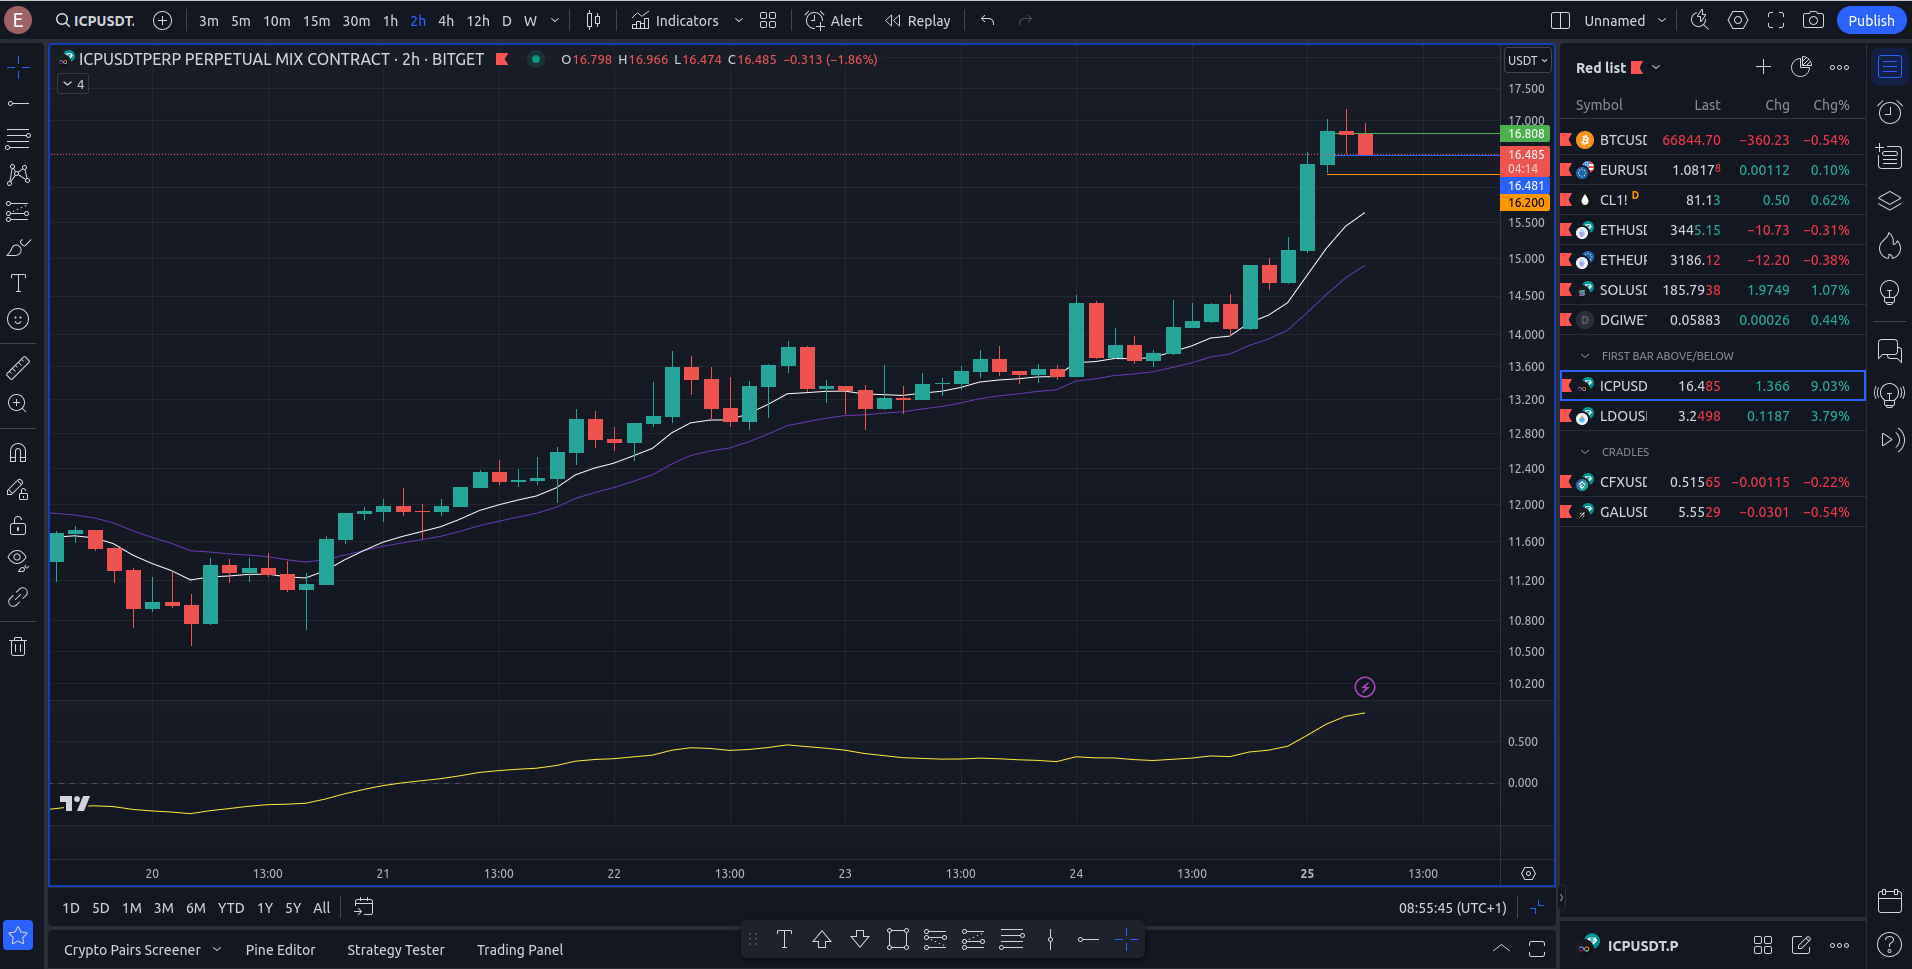 E ICPUSDT. 3m 5m 10m 15m 30m 1h 2h 4h 12h D W Indicators Alert Replay Unnamed Publish
ICPUSDTPERP PERPETUAL MIX CONTRACT · 2h · BITGET O16.798 H16.966 L16.474 C16.485 −0.313 (−1.86%)
4
USDT
17.500
17.000
16.808
16.485
04:14
16.481
16.200
15.500
15.000
14.500
14.000
13.600
13.200
12.800
12.400
12.000
11.600
11.200
10.800
10.500
10.200
0.500
0.000
20 13:00 21 13:00 22 13:00 23 13:00 24 13:00 25 13:00
1D 5D 1M 3M 6M YTD 1Y 5Y All 08:55:45 (UTC+1)
Crypto Pairs Screener Pine Editor Strategy Tester Trading Panel
Red list
Symbol Last Chg Chg%
BTCUSD 66844.70 −360.23 −0.54%
EURUSD 1.08178 0.00112 0.10%
CL1! D 81.13 0.50 0.62%
ETHUSD 3445.15 −10.73 −0.31%
ETHEUR 3186.12 −12.20 −0.38%
SOLUSD 185.7938 1.9749 1.07%
D DGIWE 0.05883 0.00026 0.44%
FIRST BAR ABOVE/BELOW
ICPUSD 16.485 1.366 9.03%
LDOUS 3.2498 0.1187 3.79%
CRADLES
CFXUSD 0.51565 −0.00115 −0.22%
GALUSD 5.5529 −0.0301 −0.54%
ICPUSDT.P